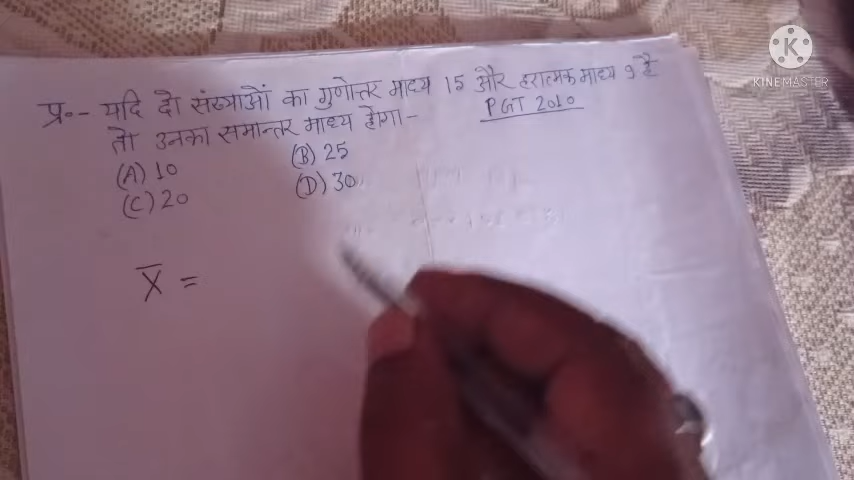 प्र०- यदि दो संख्याओं का गुणोत्तर माध्य 15 और हरात्मक माध्य 9 है
PGT 2010
तो उनका समान्तर माध्य होगा-
(A) 10
(B) 25
(C) 20
(D) 30
X̅ =
KINEMASTER